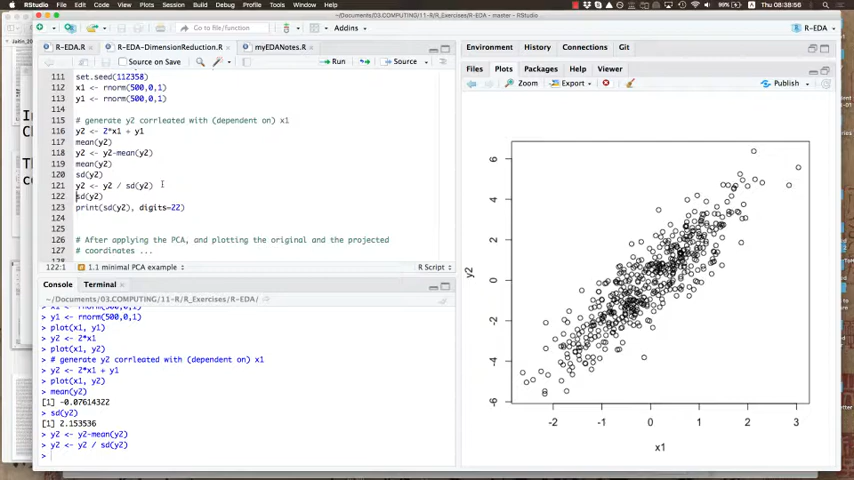 RStudio File Edit Code View Plots Session Build Debug Profile Tools Window Help
Thu 08:38:56
~/Documents/03.COMPUTING/11-R/R_Exercises/R-EDA - master - RStudio
Go to file/function
Addins
R-EDA
R-EDA.R
R-EDA-DimensionReduction.R
myEDANotes.R
Source on Save
Run
Source
111 set.seed(112358)
112 x1 <- rnorm(500,0,1)
113 y1 <- rnorm(500,0,1)
114
115 # generate y2 corrleated with (dependent on) x1
116 y2 <- 2*x1 + y1
117 mean(y2)
118 y2 <- y2-mean(y2)
119 mean(y2)
120 sd(y2)
121 y2 <- y2 / sd(y2)
122 sd(y2)
123 print(sd(y2), digits=22)
125
126 # After applying the PCA, and plotting the original and the projected
127 # coordinates ...
122:1
1.1 minimal PCA example
R Script
Console
Terminal
~/Documents/03.COMPUTING/11-R/R_Exercises/R-EDA/
> x1 <- rnorm(500,0,1)
> y1 <- rnorm(500,0,1)
> plot(x1, y1)
> y2 <- 2*x1
> plot(x1, y2)
> # generate y2 corrleated with (dependent on) x1
> y2 <- 2*x1 + y1
> plot(x1, y2)
> mean(y2)
[1] -0.07614322
> sd(y2)
[1] 2.153536
> y2 <- y2-mean(y2)
> y2 <- y2 / sd(y2)
>
Environment
History
Connections
Git
Files
Plots
Packages
Help
Viewer
Zoom
Export
Publish
6
4
2
0
-2
-4
-6
y2
-2
-1
0
1
2
3
x1